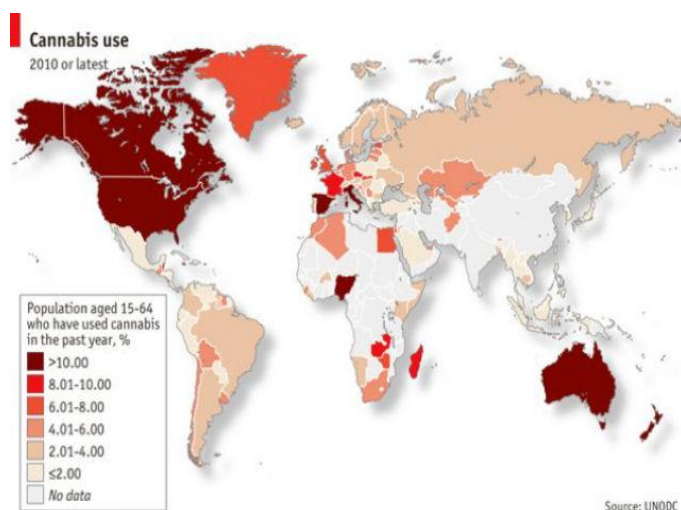 Cannabis use
2010 or latest
Population aged 15-64
who have used cannabis
in the past year, %
>10.00
8.01-10.00
6.01-8.00
4.01-6.00
2.01-4.00
≤2.00
No data
Source: UNODC